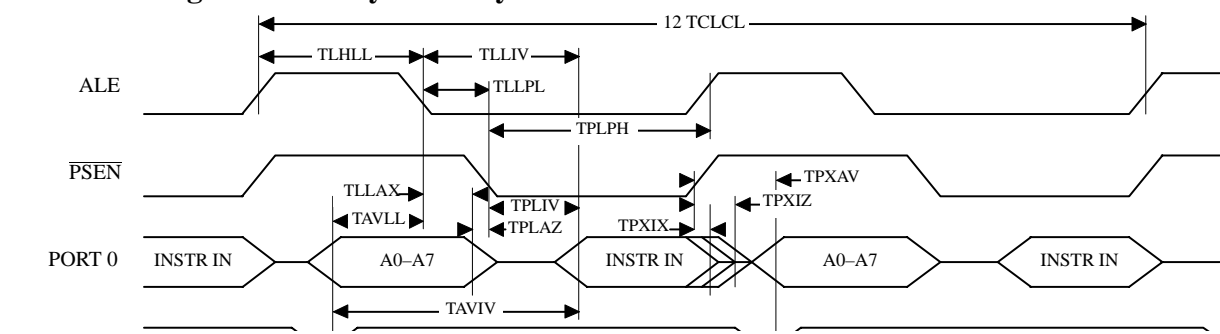 12 TCLCL
TLHLL TLLIV
ALE TLLPL
TPLPH
PSEN
TLLAX TPXAV
TPLIV TPXIZ
TAVLL TPLAZ TPXIX
PORT 0 INSTR IN A0–A7 INSTR IN A0–A7 INSTR IN
TAVIV